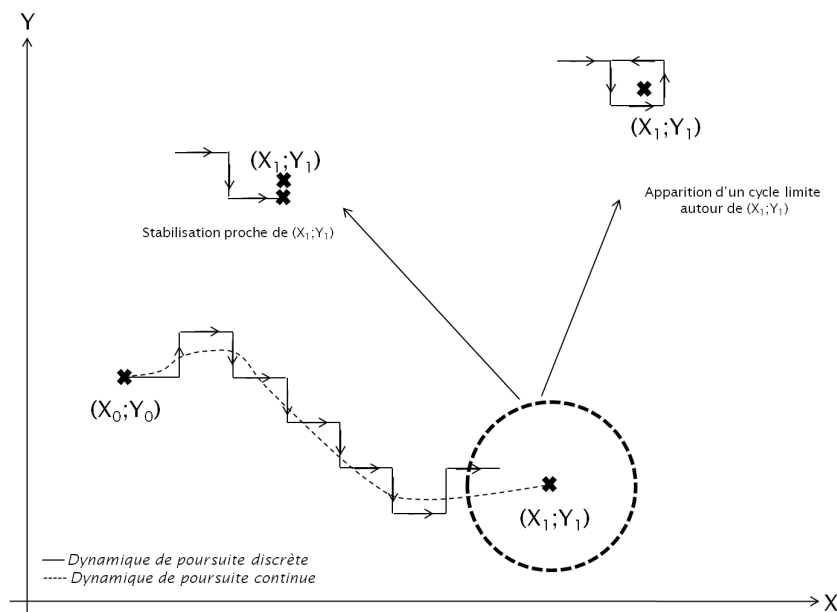 Y
(X₁;Y₁)
(X₁;Y₁)
Stabilisation proche de (X₁;Y₁)
Apparition d'un cycle limite
autour de (X₁;Y₁)
(X₀;Y₀)
(X₁;Y₁)
Dynamique de poursuite discrète
Dynamique de poursuite continue
X